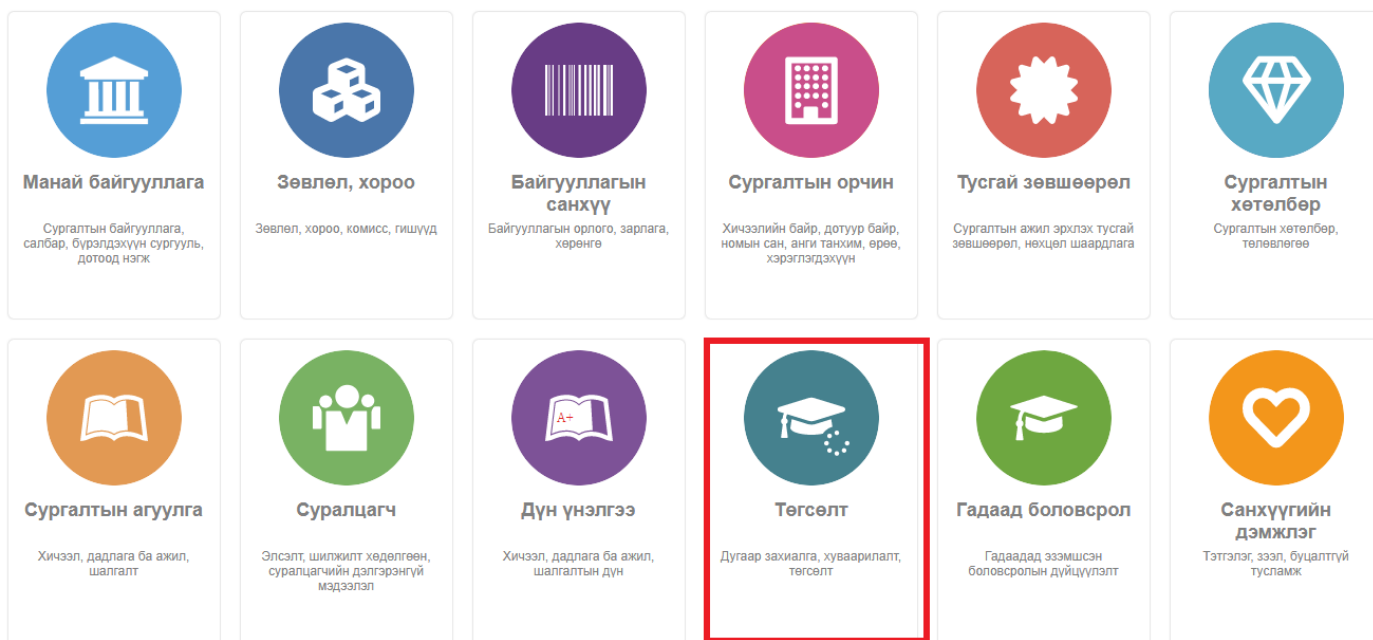 Манай байгууллага
Сургалтын байгууллага,
салбар, бүрэлдэхүүн сургууль,
дотоод нэгж
Зөвлөл, хороо
Зөвлөл, хороо, комисс, гишүүд
Байгууллагын
санхүү
Байгууллагын орлого, зарлага,
хөрөнгө
Сургалтын орчин
Хичээлийн байр, дотуур байр,
номын сан, анги танхим, өрөө,
хэрэглэгдэхүүн
Тусгай зөвшөөрөл
Сургалтын ажил эрхлэх тусгай
зөвшөөрөл, нөхцөл шаардлага
Сургалтын
хөтөлбөр
Сургалтын хөтөлбөр,
төлөвлөгөө
Сургалтын агуулга
Хичээл, дадлага ба ажил,
шалгалт
Суралцагч
Элсэлт, шилжилт хөдөлгөөн,
суралцагчийн дэлгэрэнгүй
мэдээлэл
A+
Дүн үнэлгээ
Хичээл, дадлага ба ажил,
шалгалтын дүн
Төгсөлт
Дугаар захиалга, хуваарилалт,
төгсөлт
Гадаад боловсрол
Гадаадад эзэмшсэн
боловсролын дүйцүүлэлт
Санхүүгийн
дэмжлэг
Тэтгэлэг, зээл, буцалтгүй
тусламж